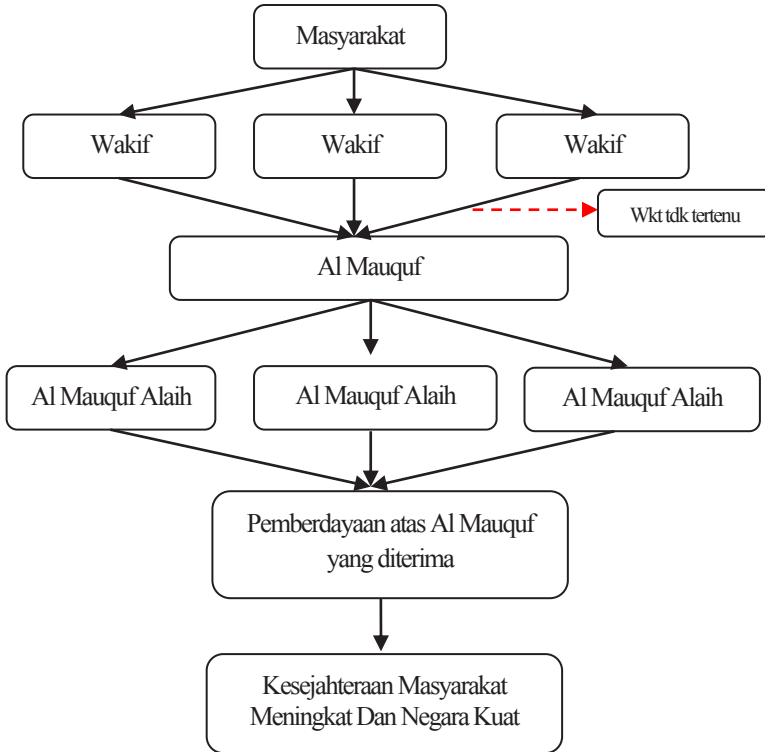 Masyarakat
Wakif
Wakif
Wakif
Wkt tdk tertenu
Al Mauquf
Al Mauquf Alaih
Al Mauquf Alaih
Al Mauquf Alaih
Pemberdayaan atas Al Mauquf
yang diterima
Kesejahteraan Masyarakat
Meningkat Dan Negara Kuat